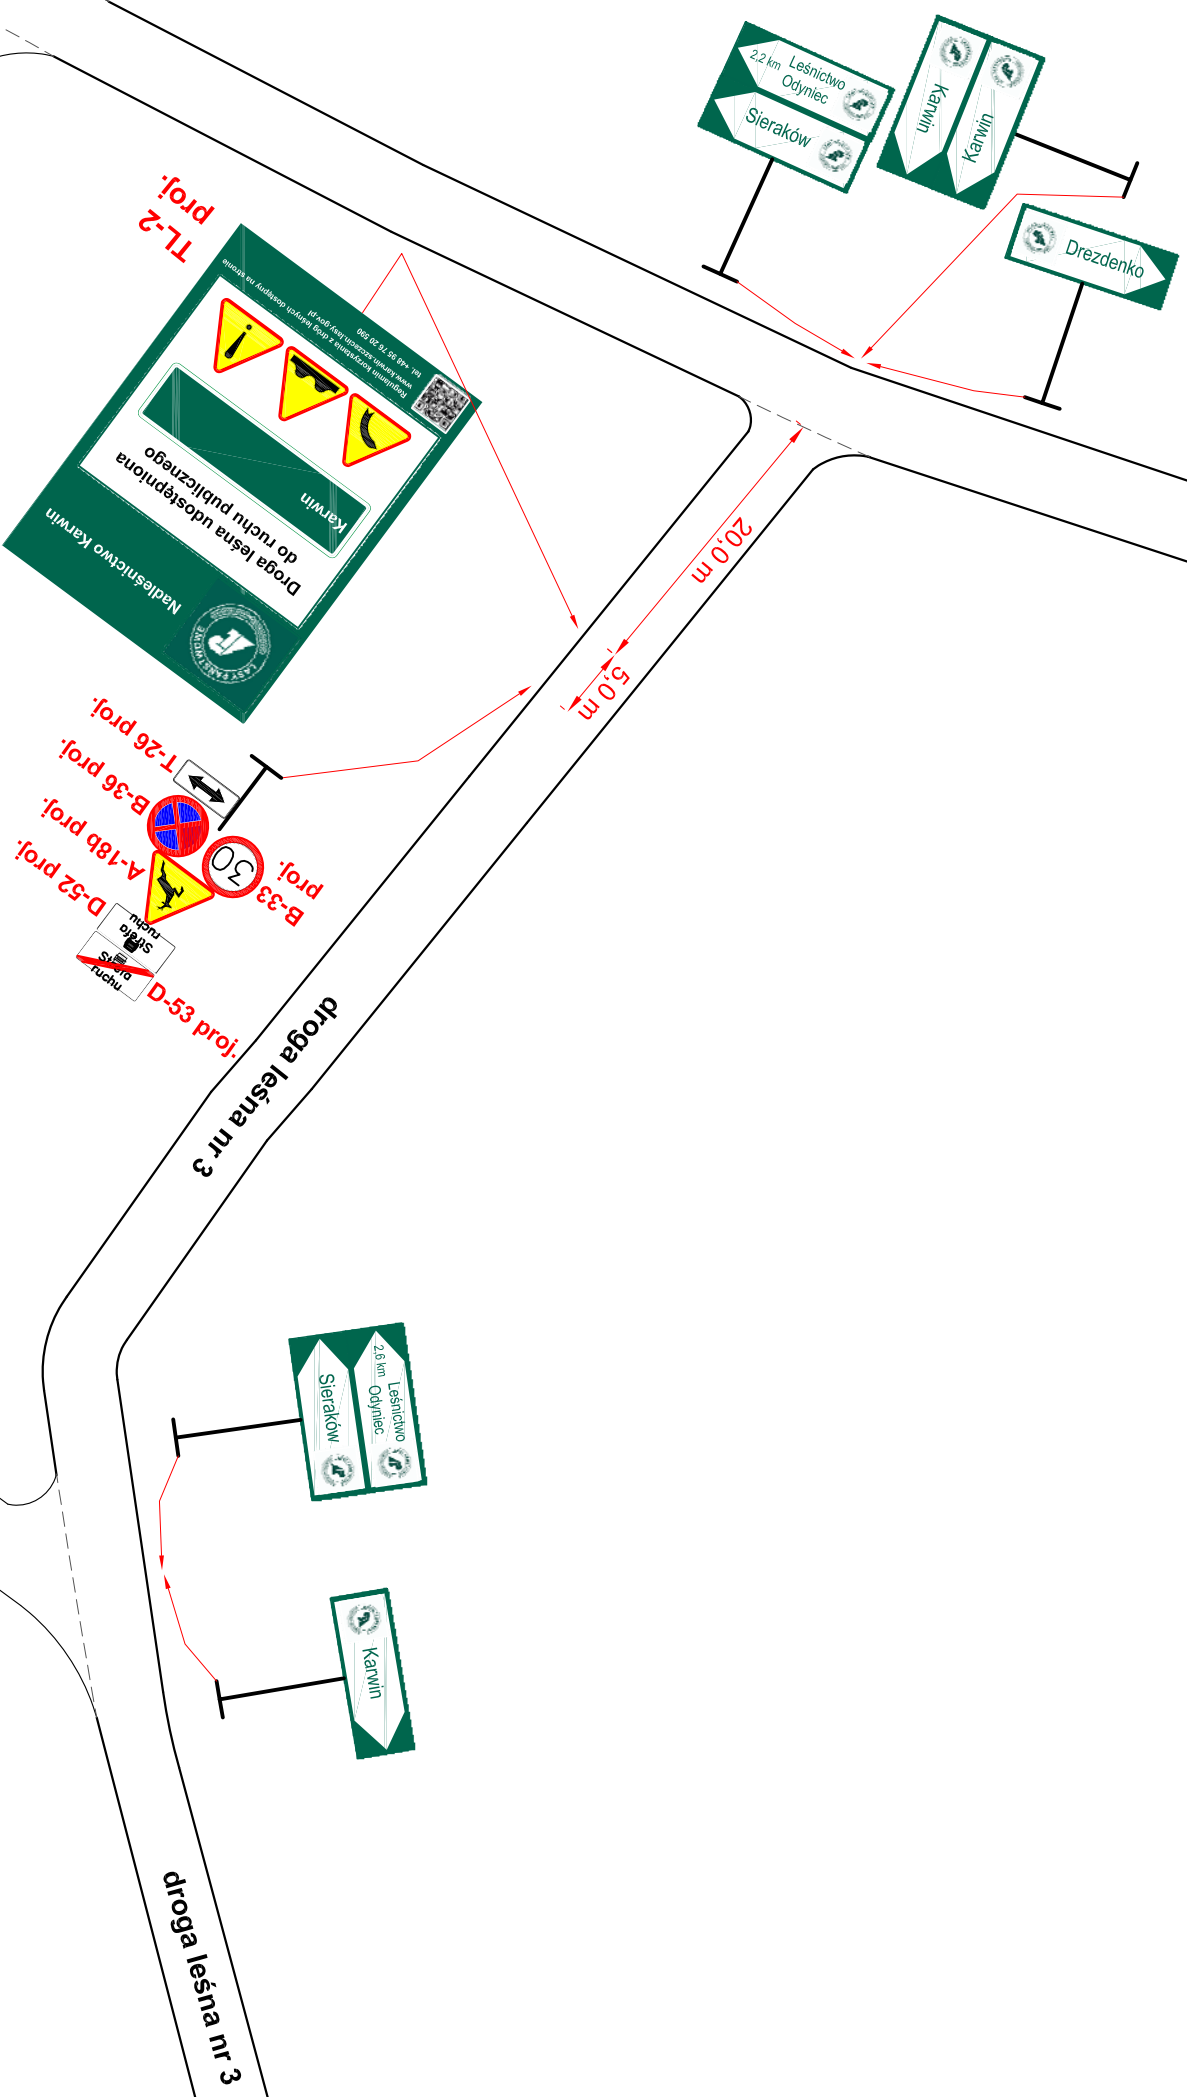 2,2 km
Leśnictwo
Odyniec
Sieraków
Karwin
Karwin
Drezdenko
TL-2
proj.
Nadleśnictwo Karwin
LASY PAŃSTWOWE
Droga leśna udostępniona
do ruchu publicznego
Karwin
Regulamin korzystania z dróg leśnych dostępny na stronie
www.karwin.szczecin.lasy.gov.pl
tel. +48 95 76 20 590
20,0 m
5,0 m
T-26 proj.
B-36 proj.
A-18b proj.
D-52 proj.
30
B-33
proj.
Strefa
ruchu
Strefa
ruchu
D-53 proj.
droga leśna nr 3
2,6 km
Leśnictwo
Odyniec
Sieraków
Karwin
droga leśna nr 3